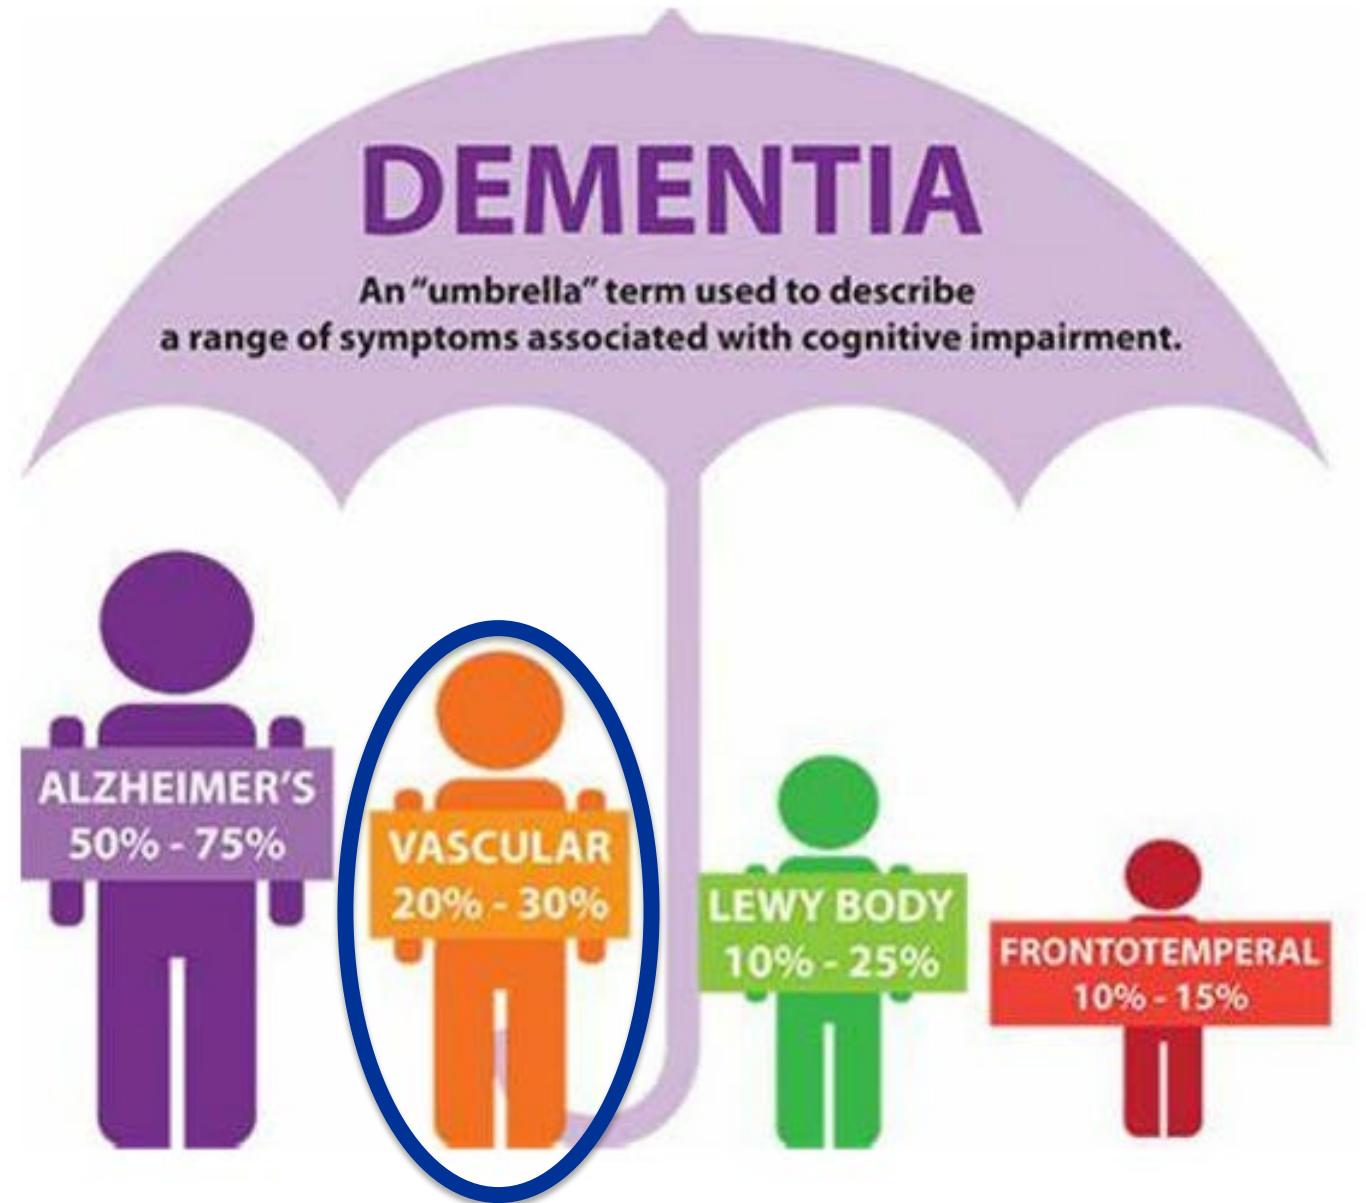 DEMENTIA
An “umbrella” term used to describe
a range of symptoms associated with cognitive impairment.
ALZHEIMER’S
50% - 75%
VASCULAR
20% - 30%
LEWY BODY
10% - 25%
FRONTOTEMPERAL
10% - 15%